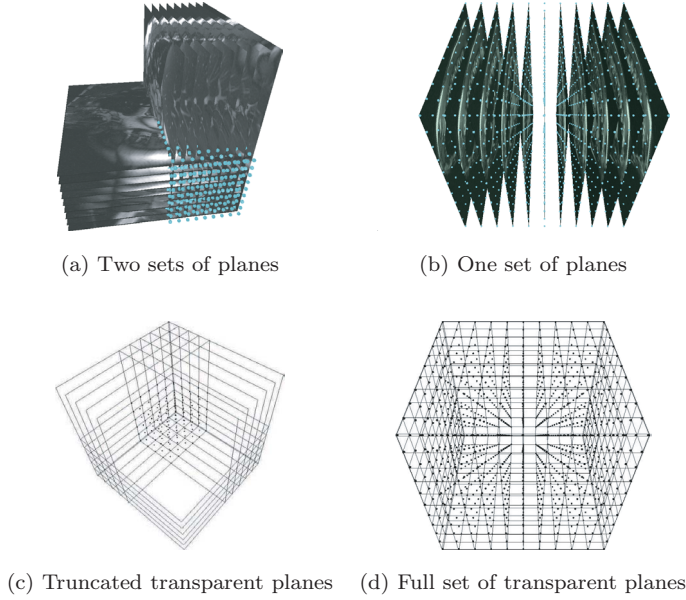 (a) Two sets of planes
(b) One set of planes
(c) Truncated transparent planes
(d) Full set of transparent planes